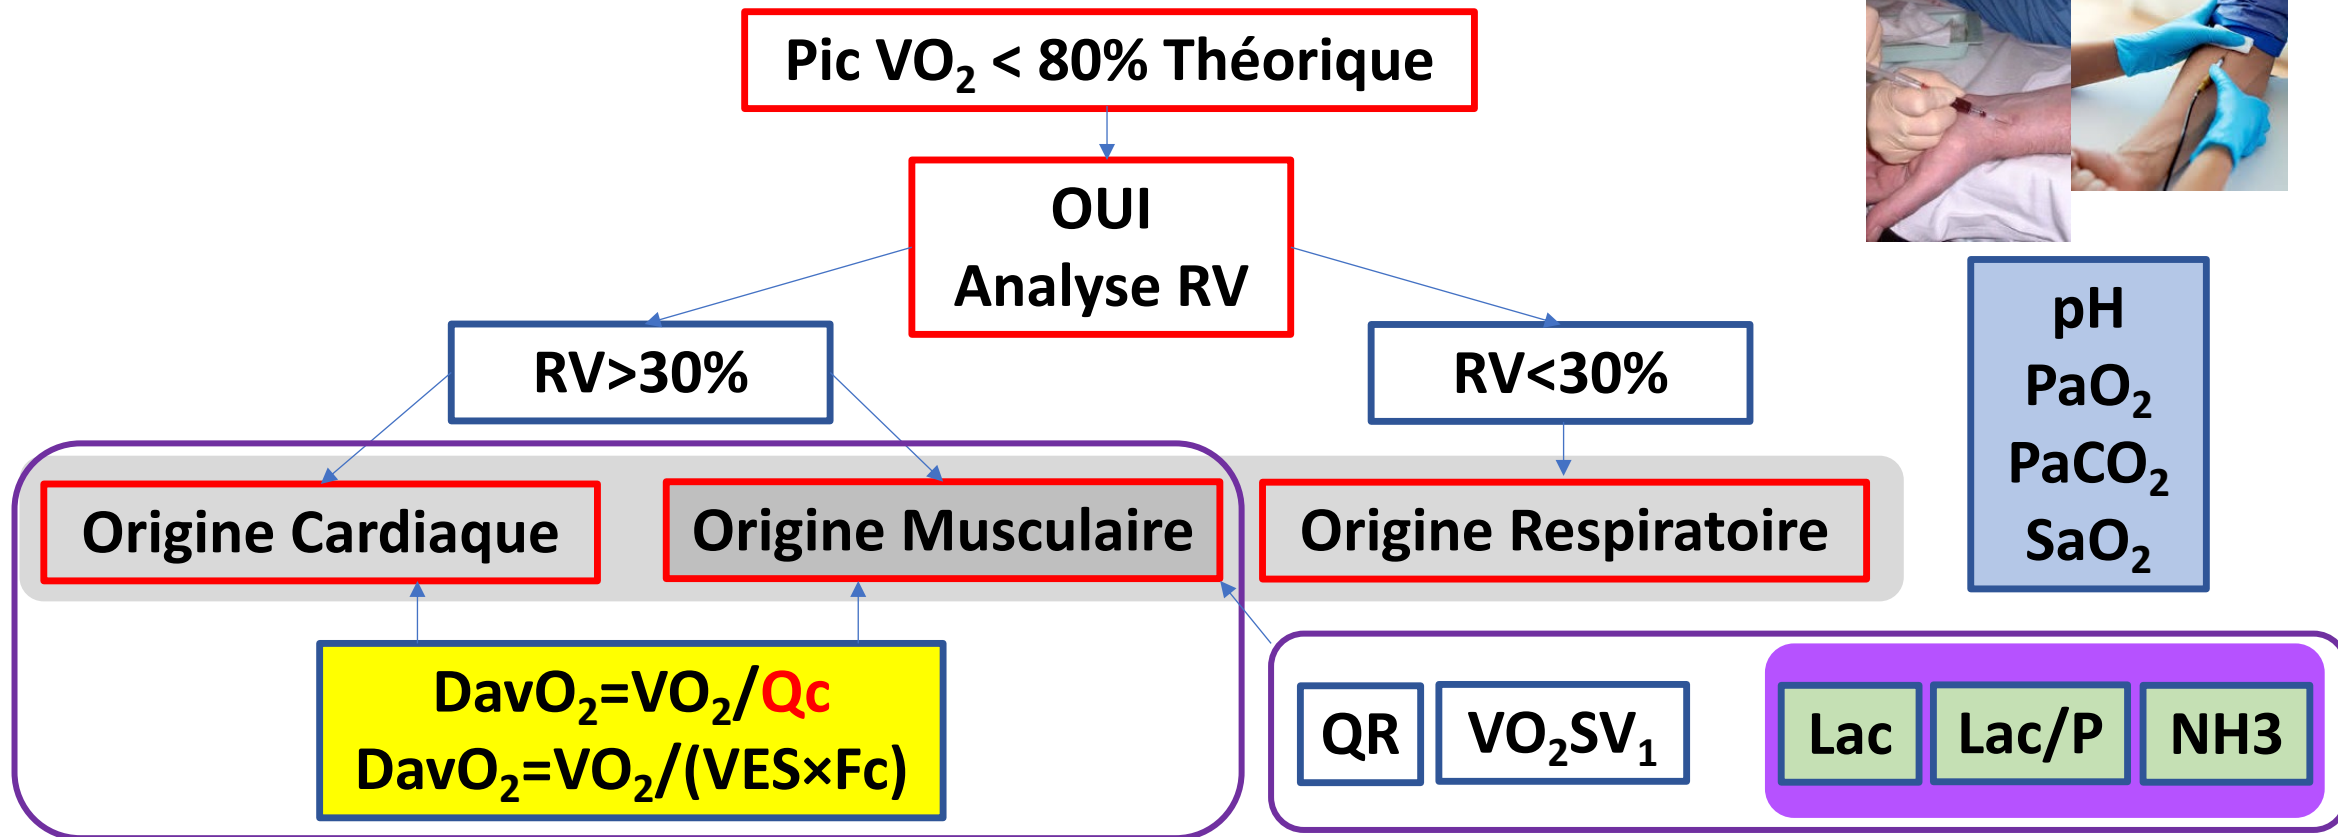 Pic VO₂ < 80% Théorique
OUI
Analyse RV
RV>30%
RV<30%
Origine Cardiaque
Origine Musculaire
Origine Respiratoire
DavO₂=VO₂/Qc
DavO₂=VO₂/(VES×Fc)
pH
PaO₂
PaCO₂
SaO₂
QR
VO₂SV₁
Lac
Lac/P
NH3